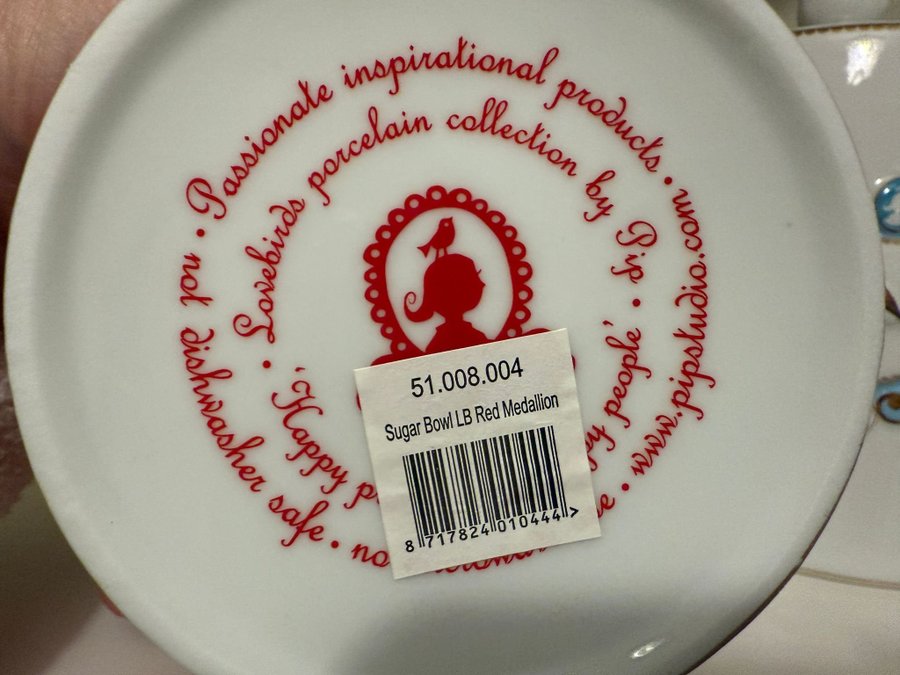 Passionate inspirational products • www.pipstudio.com
• not dishwasher safe • no
• Lovebirds porcelain collection by Pip •
'Happy people'
51.008.004
Sugar Bowl LB Red Medallion
8 717824 010444 >